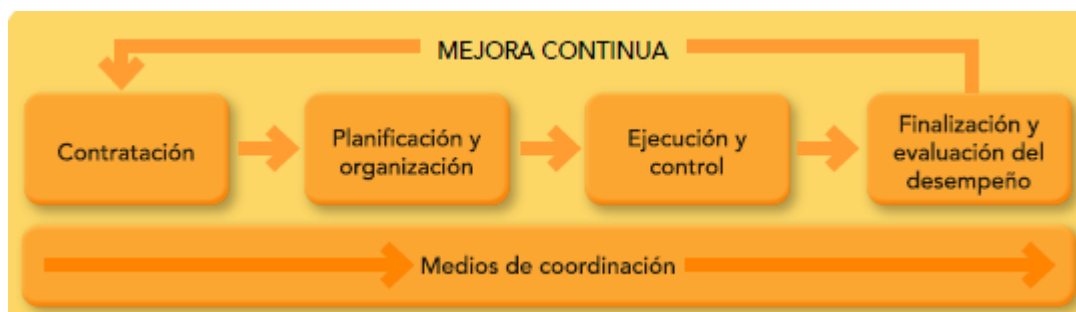 MEJORA CONTINUA
Contratación
Planificación y
organización
Ejecución y
control
Finalización y
evaluación del
desempeño
Medios de coordinación